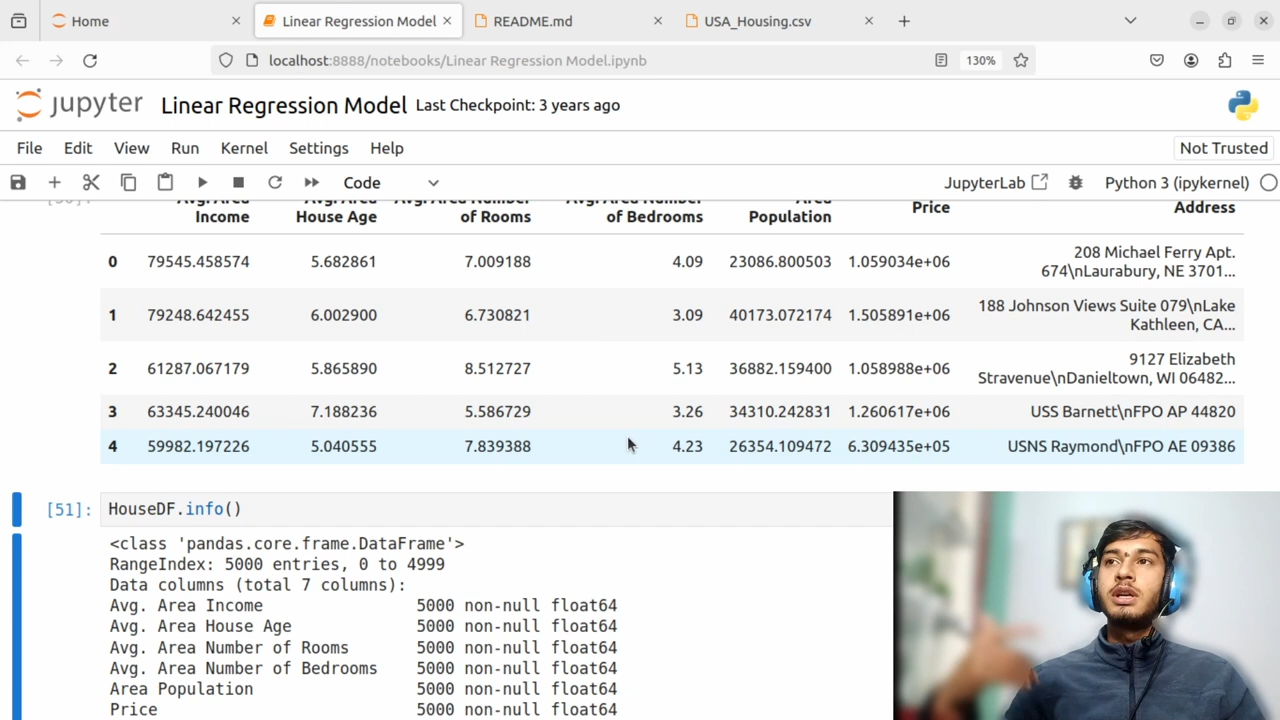 Home
Linear Regression Model
README.md
USA_Housing.csv
localhost:8888/notebooks/Linear Regression Model.ipynb
130%
jupyter Linear Regression Model Last Checkpoint: 3 years ago
File Edit View Run Kernel Settings Help
Not Trusted
Code
JupyterLab
Python 3 (ipykernel)
Avg. Area Income
Avg. Area House Age
Avg. Area Number of Rooms
Avg. Area Number of Bedrooms
Area Population
Price
Address
0 79545.458574 5.682861 7.009188 4.09 23086.800503 1.059034e+06 208 Michael Ferry Apt.
674\nLaurabury, NE 3701...
1 79248.642455 6.002900 6.730821 3.09 40173.072174 1.505891e+06 188 Johnson Views Suite 079\nLake
Kathleen, CA...
2 61287.067179 5.865890 8.512727 5.13 36882.159400 1.058988e+06 9127 Elizabeth
Stravenue\nDanieltown, WI 06482...
3 63345.240046 7.188236 5.586729 3.26 34310.242831 1.260617e+06 USS Barnett\nFPO AP 44820
4 59982.197226 5.040555 7.839388 4.23 26354.109472 6.309435e+05 USNS Raymond\nFPO AE 09386
[51]: HouseDF.info()
<class 'pandas.core.frame.DataFrame'>
RangeIndex: 5000 entries, 0 to 4999
Data columns (total 7 columns):
Avg. Area Income 5000 non-null float64
Avg. Area House Age 5000 non-null float64
Avg. Area Number of Rooms 5000 non-null float64
Avg. Area Number of Bedrooms 5000 non-null float64
Area Population 5000 non-null float64
Price 5000 non-null float64